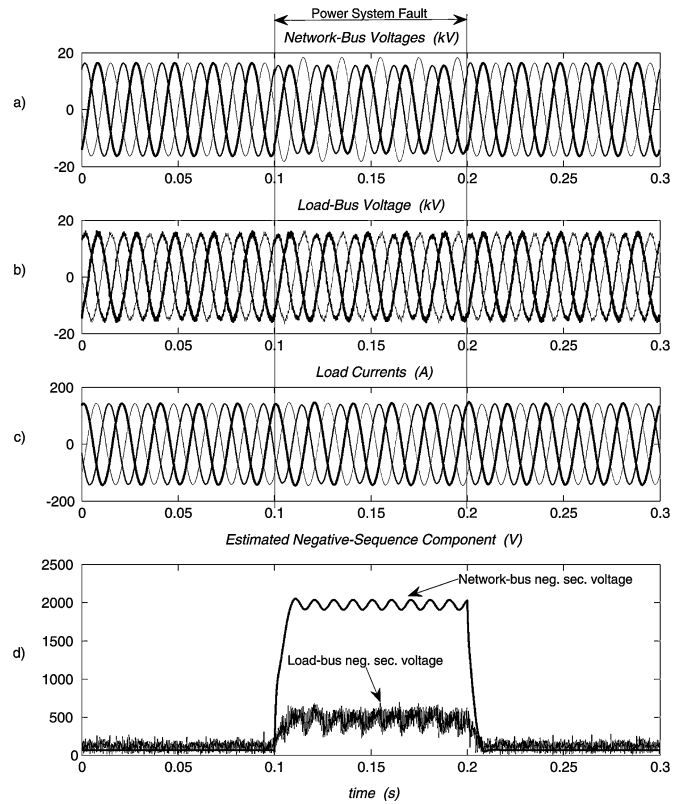 Power System Fault
Network-Bus Voltages (kV)
20
a)
0
-20
0 0.05 0.1 0.15 0.2 0.25 0.3
Load-Bus Voltage (kV)
20
b)
0
-20
0 0.05 0.1 0.15 0.2 0.25 0.3
Load Currents (A)
200
c)
0
-200
0 0.05 0.1 0.15 0.2 0.25 0.3
Estimated Negative-Sequence Component (V)
2500
Network-bus neg. sec. voltage
2000
1500
d)
Load-bus neg. sec. voltage
1000
500
0
0 0.05 0.1 0.15 0.2 0.25 0.3
time (s)